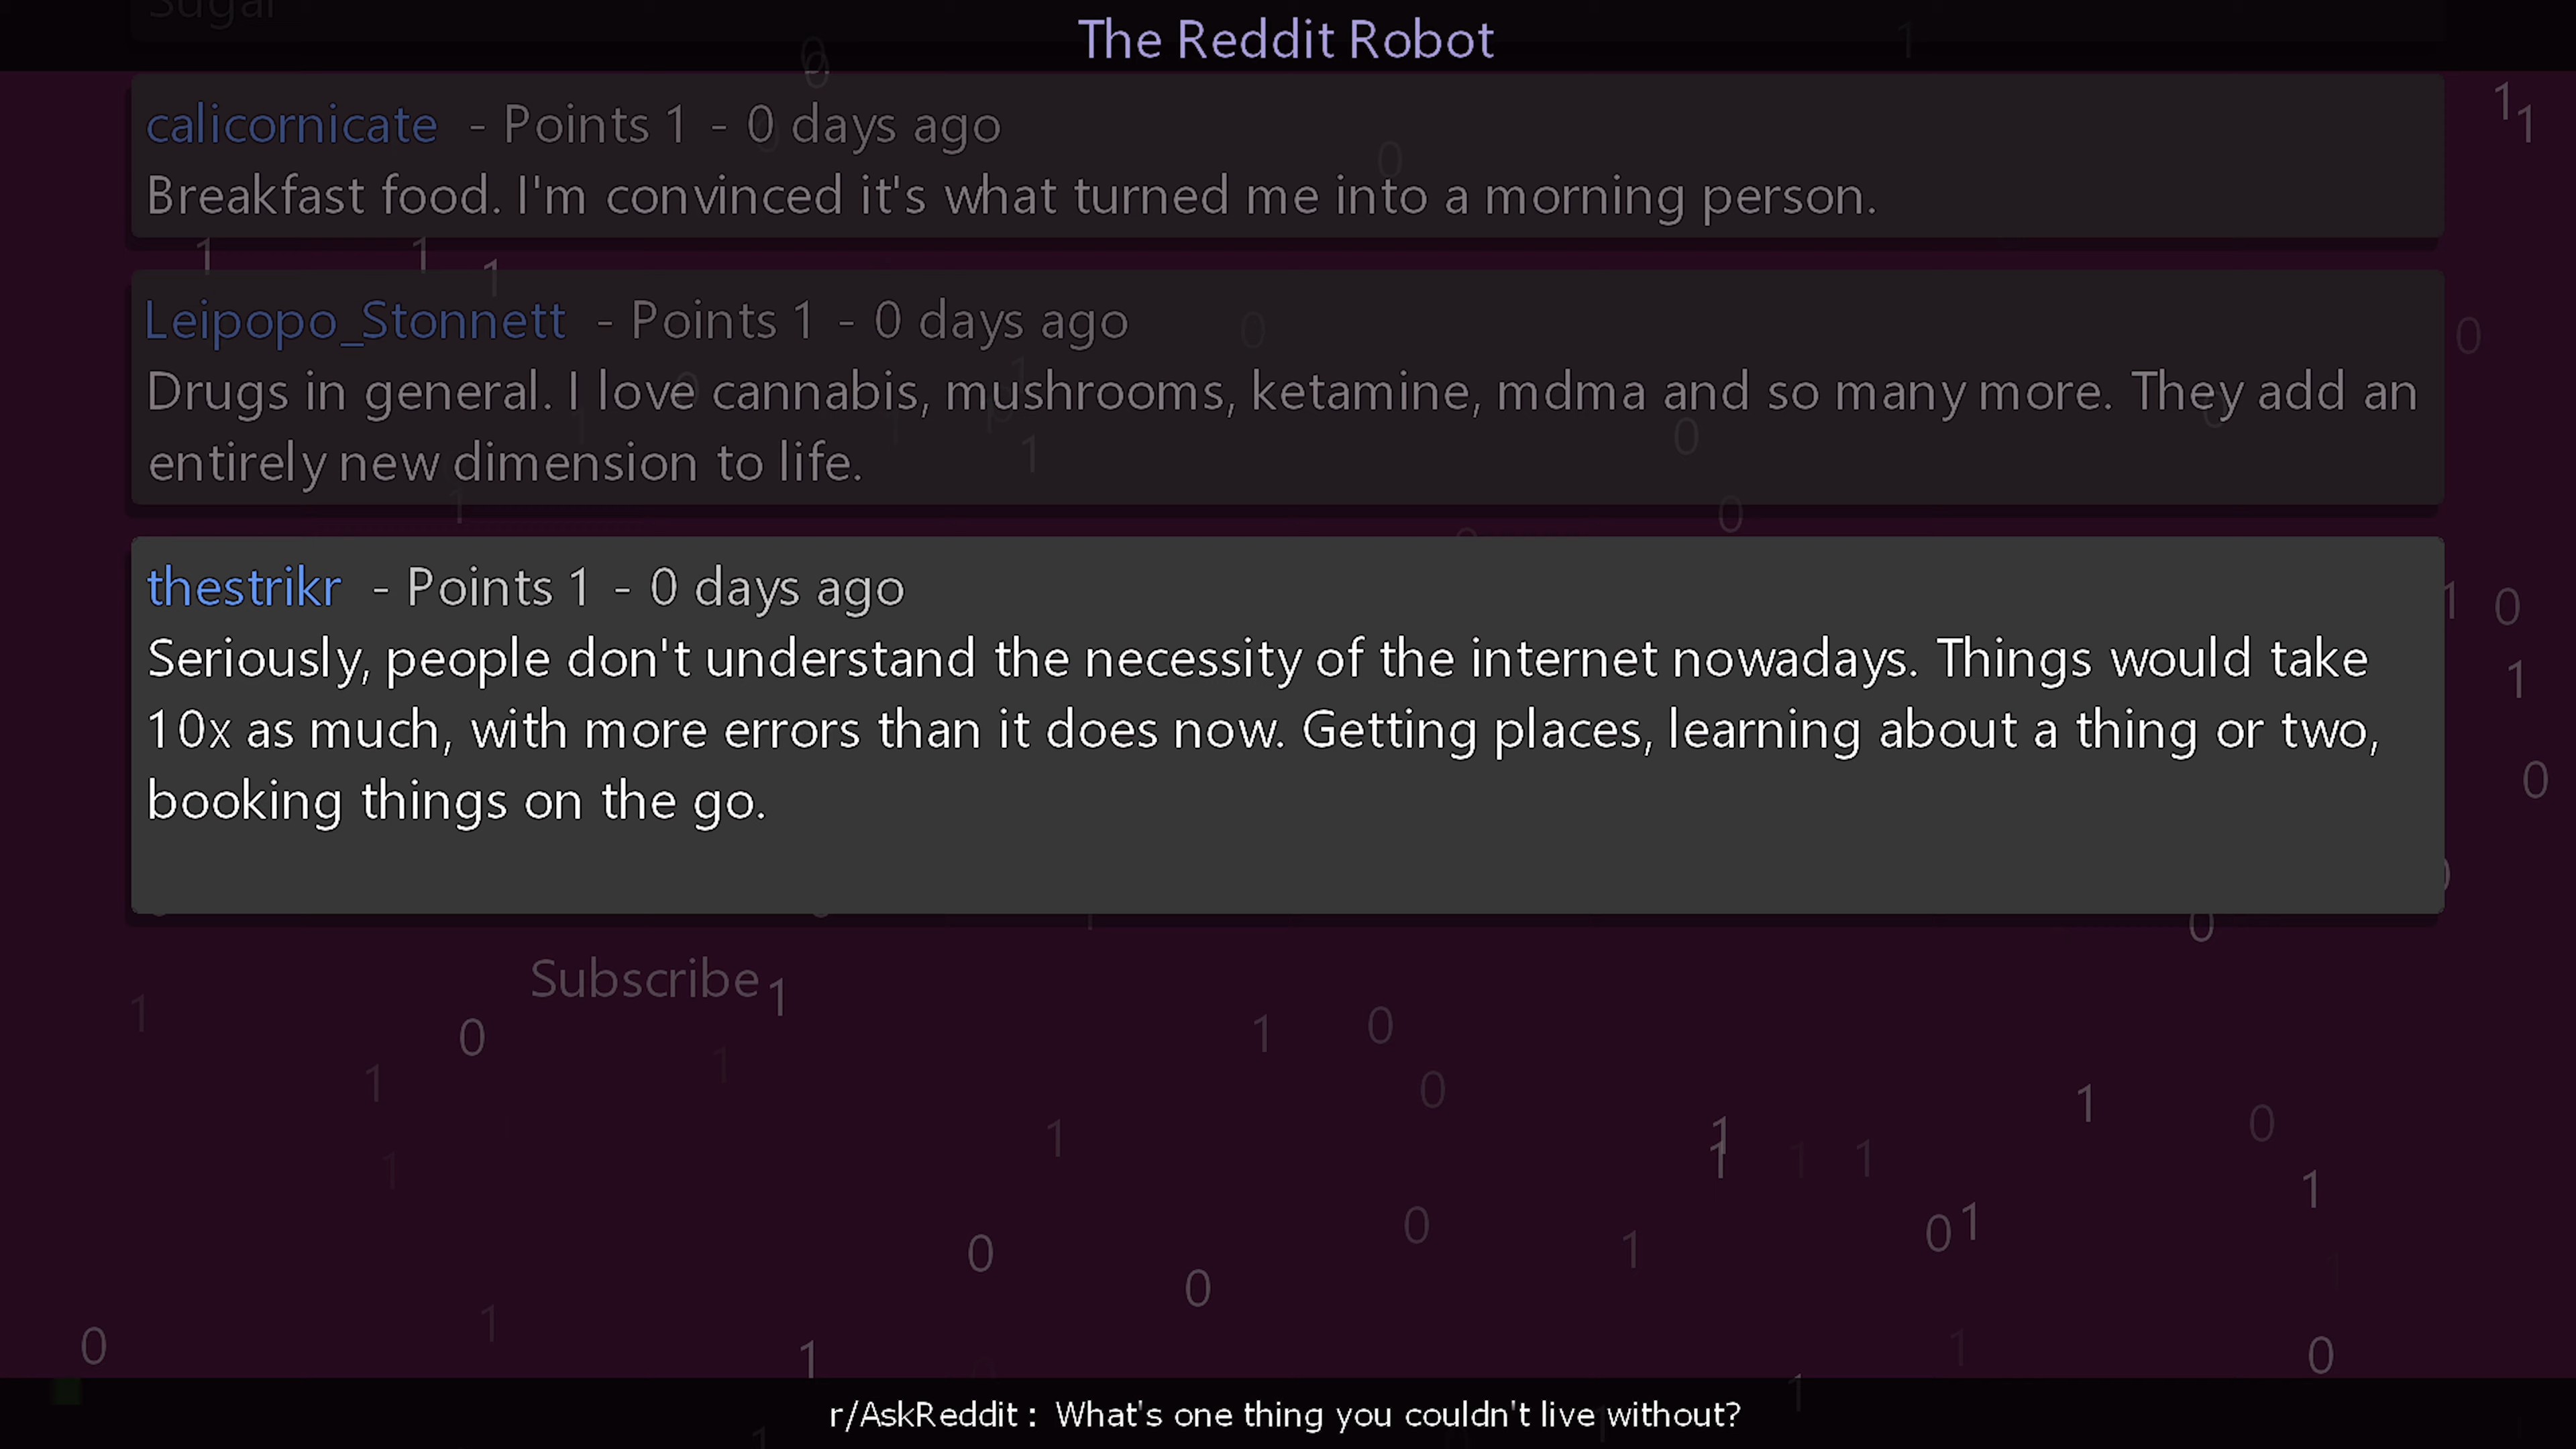 Sugar
The Reddit Robot
calicornicate - Points 1 - 0 days ago
Breakfast food. I'm convinced it's what turned me into a morning person.
Leipopo_Stonnett - Points 1 - 0 days ago
Drugs in general. I love cannabis, mushrooms, ketamine, mdma and so many more. They add an
entirely new dimension to life.
thestrikr - Points 1 - 0 days ago
Seriously, people don't understand the necessity of the internet nowadays. Things would take
10x as much, with more errors than it does now. Getting places, learning about a thing or two,
booking things on the go.
Subscribe
r/AskReddit : What's one thing you couldn't live without?